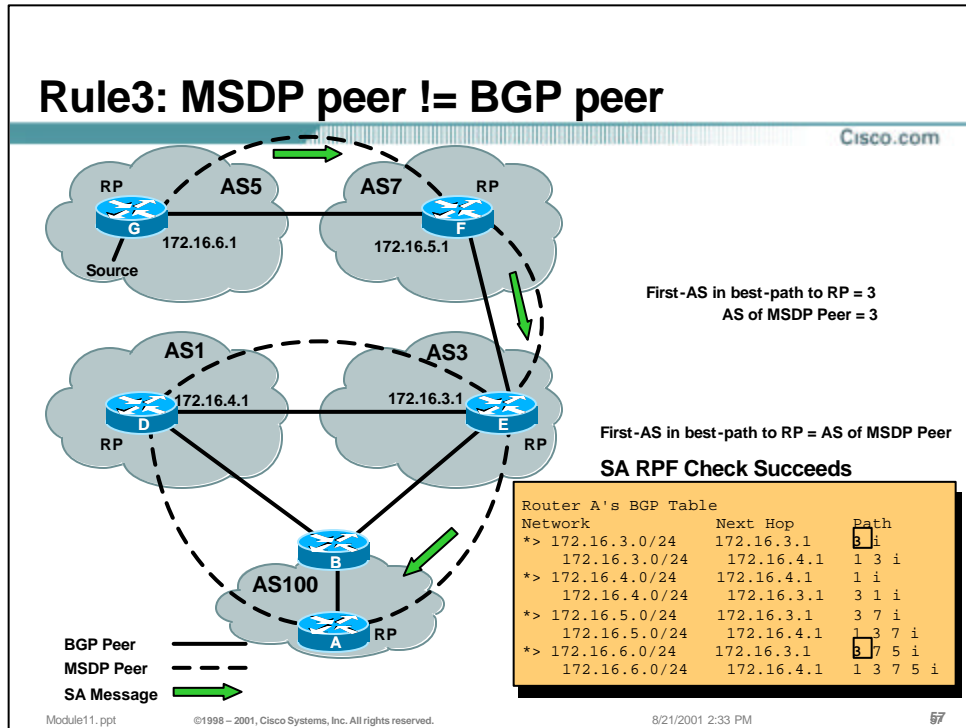 Rule3: MSDP peer != BGP peer
Cisco.com
RP
AS5
AS7
RP
G
F
172.16.6.1
172.16.5.1
Source
First-AS in best-path to RP = 3
AS of MSDP Peer = 3
AS1
AS3
172.16.4.1
172.16.3.1
D
E
RP
RP
First-AS in best-path to RP = AS of MSDP Peer
SA RPF Check Succeeds
Router A's BGP Table
Network Next Hop Path
*> 172.16.3.0/24 172.16.3.1 3 i
172.16.3.0/24 172.16.4.1 1 3 i
*> 172.16.4.0/24 172.16.4.1 1 i
172.16.4.0/24 172.16.3.1 3 1 i
*> 172.16.5.0/24 172.16.3.1 3 7 i
172.16.5.0/24 172.16.4.1 1 3 7 i
*> 172.16.6.0/24 172.16.3.1 3 7 5 i
172.16.6.0/24 172.16.4.1 1 3 7 5 i
B
AS100
A
RP
BGP Peer
MSDP Peer
SA Message
Module11.ppt ©1998 – 2001, Cisco Systems, Inc. All rights reserved. 8/21/2001 2:33 PM 57